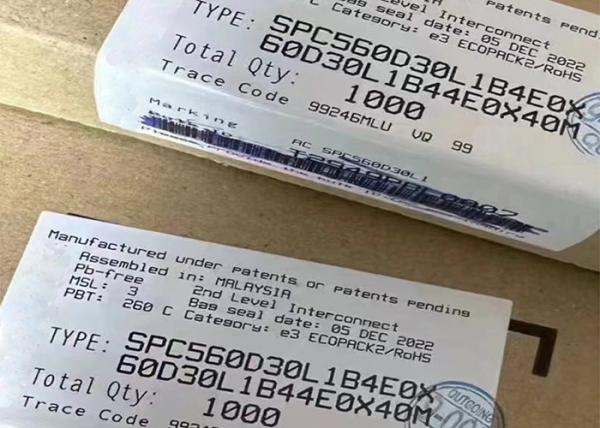 patents pend
Level Interconnect
Bag seal date: 05 DEC 2022
Category: e3 ECOPACK2/RoHS
TYPE: SPC560D30L1B4E0X
60D30L1B44E0X40M
Total Qty: 1000
Trace Code 99246MLU VQ 99
Marking
AC SPC560D30L1
Manufactured under patents or patents pending
Assembled in: MALAYSIA
Pb-free 2nd Level Interconnect
MSL: 3 Bag seal date: 05 DEC 2022
PBT: 260 C Category: e3 ECOPACK2/RoHS
TYPE: SPC560D30L1B4E0X
60D30L1B44E0X40M
Total Qty: 1000
OUTGOING
Trace Code 9924